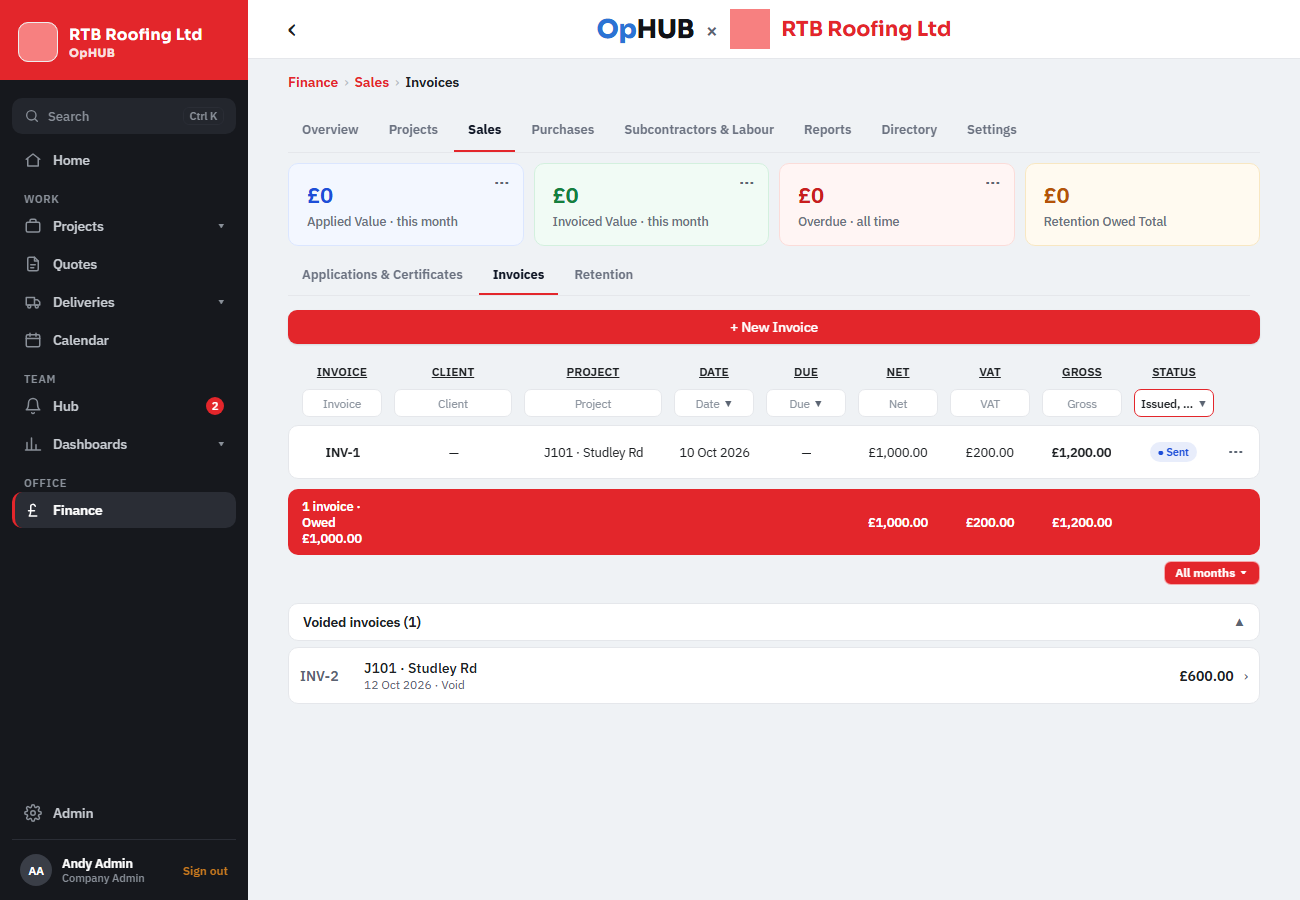 RTB Roofing Ltd
OpHUB
Search Ctrl K
Home
WORK
Projects
Quotes
Deliveries
Calendar
TEAM
Hub 2
Dashboards
OFFICE
£ Finance
Admin
AA Andy Admin
Company Admin
Sign out
OpHUB × RTB Roofing Ltd
Finance › Sales › Invoices
Overview Projects Sales Purchases Subcontractors & Labour Reports Directory Settings
£0
Applied Value · this month
£0
Invoiced Value · this month
£0
Overdue · all time
£0
Retention Owed Total
Applications & Certificates Invoices Retention
+ New Invoice
INVOICE CLIENT PROJECT DATE DUE NET VAT GROSS STATUS
Invoice Client Project Date ▼ Due ▼ Net VAT Gross Issued, ... ▼
INV-1 — J101 · Studley Rd 10 Oct 2026 — £1,000.00 £200.00 £1,200.00 • Sent ···
1 invoice ·
Owed
£1,000.00
£1,000.00 £200.00 £1,200.00
All months
Voided invoices (1) ▲
INV-2 J101 · Studley Rd
12 Oct 2026 · Void
£600.00 ›